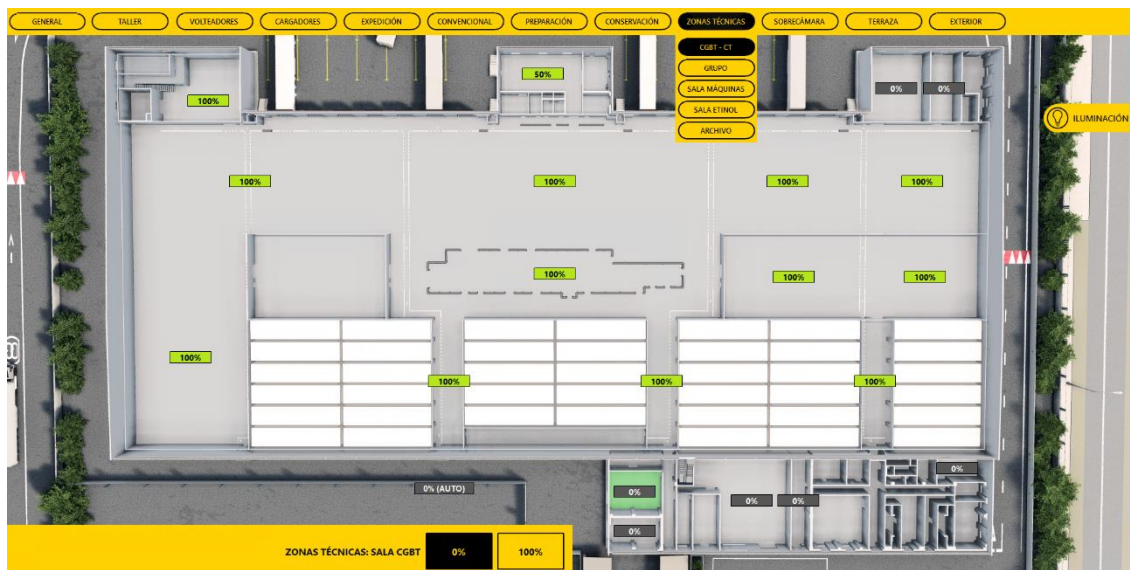 GENERAL TALLER VOLTEADORES CARGADORES EXPEDICIÓN CONVENCIONAL PREPARACIÓN CONSERVACIÓN ZONAS TÉCNICAS SOBRECÁMARA TERRAZA EXTERIOR
CGBT - CT
GRUPO
SALA MÁQUINAS
SALA ETINOL
ARCHIVO
ILUMINACIÓN
50%
100% 0% 0%
100% 100% 100% 100%
100% 100% 100%
100%
100% 100% 100%
0%
0% (AUTO) 0%
0% 0%
0%
ZONAS TÉCNICAS: SALA CGBT 0% 100%